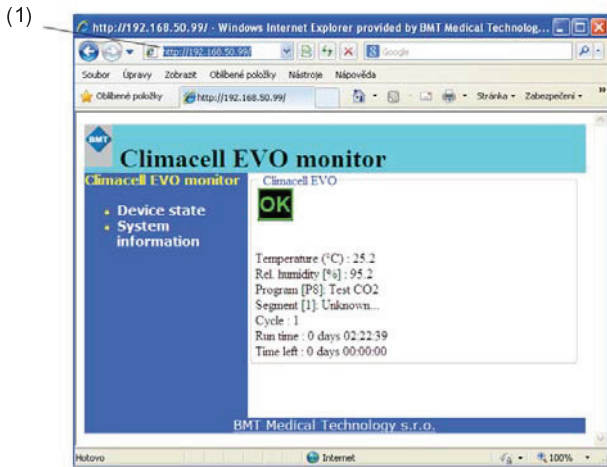 (1)
http://192.168.50.99/ - Windows Internet Explorer provided by BMT Medical Technolog...
http://192.168.50.99/
Google
Soubor Úpravy Zobrazit Oblíbené položky Nástroje Nápověda
Oblíbené položky http://192.168.50.99/ Stránka Zabezpečení »
BMT
Climacell EVO monitor
Climacell EVO monitor
Device state
System
information
Climacell EVO
OK
Temperature (°C) : 25.2
Rel. humidity [%] : 95.2
Program [P8]: Test CO2
Segment [1]: Unknown...
Cycle : 1
Run time : 0 days 02:22:39
Time left : 0 days 00:00:00
BMT Medical Technology s.r.o.
Hotovo Internet 100%